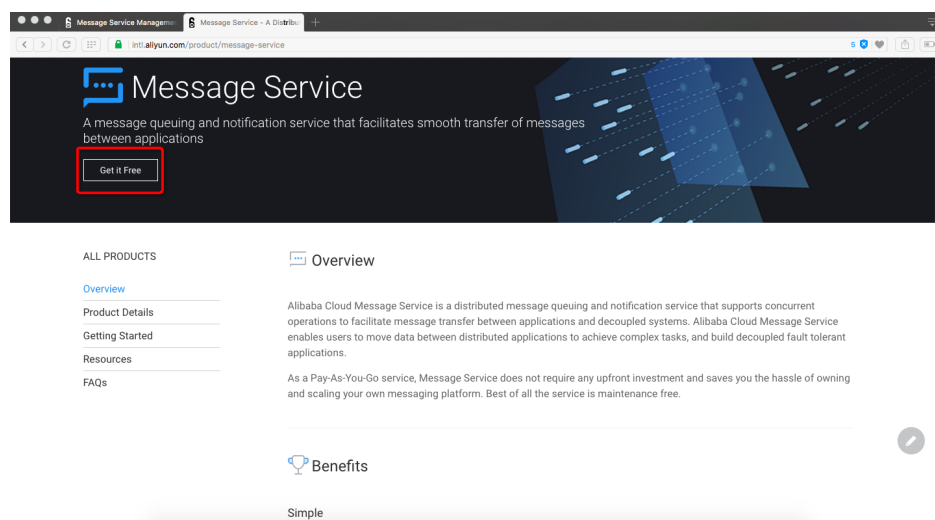 Message Service Managemen
Message Service - A Distribu
intl.aliyun.com/product/message-service
5
Message Service
A message queuing and notification service that facilitates smooth transfer of messages
between applications
Get it Free
ALL PRODUCTS
Overview
Product Details
Getting Started
Resources
FAQs
Overview
Alibaba Cloud Message Service is a distributed message queuing and notification service that supports concurrent
operations to facilitate message transfer between applications and decoupled systems. Alibaba Cloud Message Service
enables users to move data between distributed applications to achieve complex tasks, and build decoupled fault tolerant
applications.
As a Pay-As-You-Go service, Message Service does not require any upfront investment and saves you the hassle of owning
and scaling your own messaging platform. Best of all the service is maintenance free.
Benefits
Simple